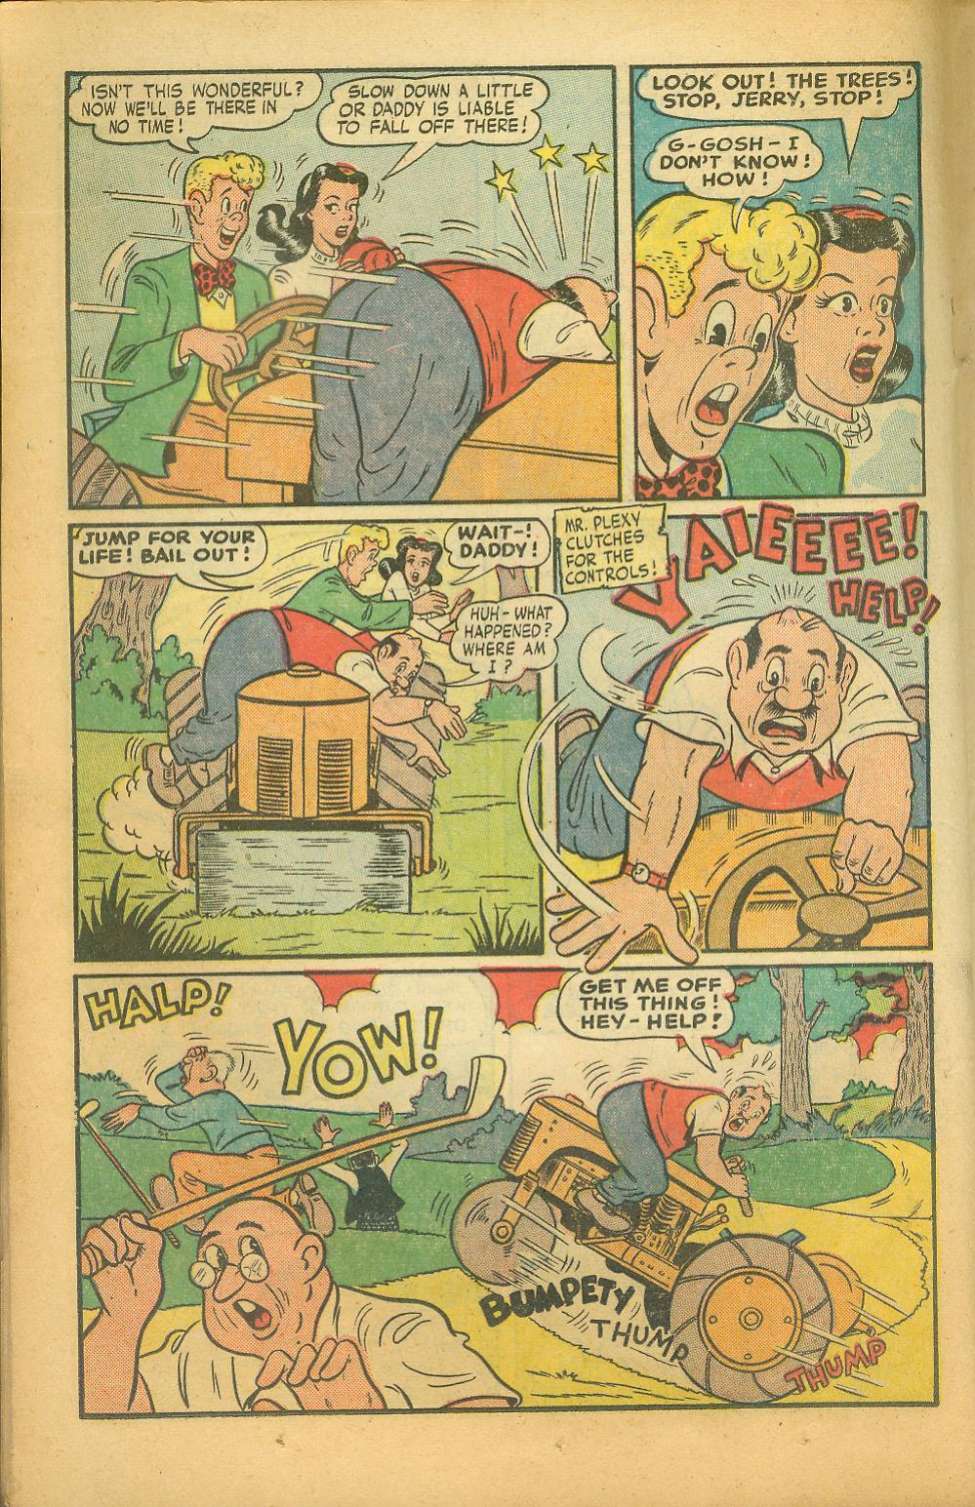 ISN'T THIS WONDERFUL?
NOW WE'LL BE THERE IN
NO TIME!
SLOW DOWN A LITTLE
OR DADDY IS LIABLE
TO FALL OFF THERE!
LOOK OUT! THE TREES!
STOP, JERRY, STOP!
G-GOSH-I
DON'T KNOW!
HOW!
JUMP FOR YOUR
LIFE! BAIL OUT!
WAIT-!
DADDY!
HUH-WHAT
HAPPENED?
WHERE AM
I?
MR. PLEXY
CLUTCHES
FOR THE
CONTROLS!
YAIEEEE!
HELP!
HALP!
YOW!
GET ME OFF
THIS THING!
HEY-HELP!
BUMPETY
THUMP
THUMP